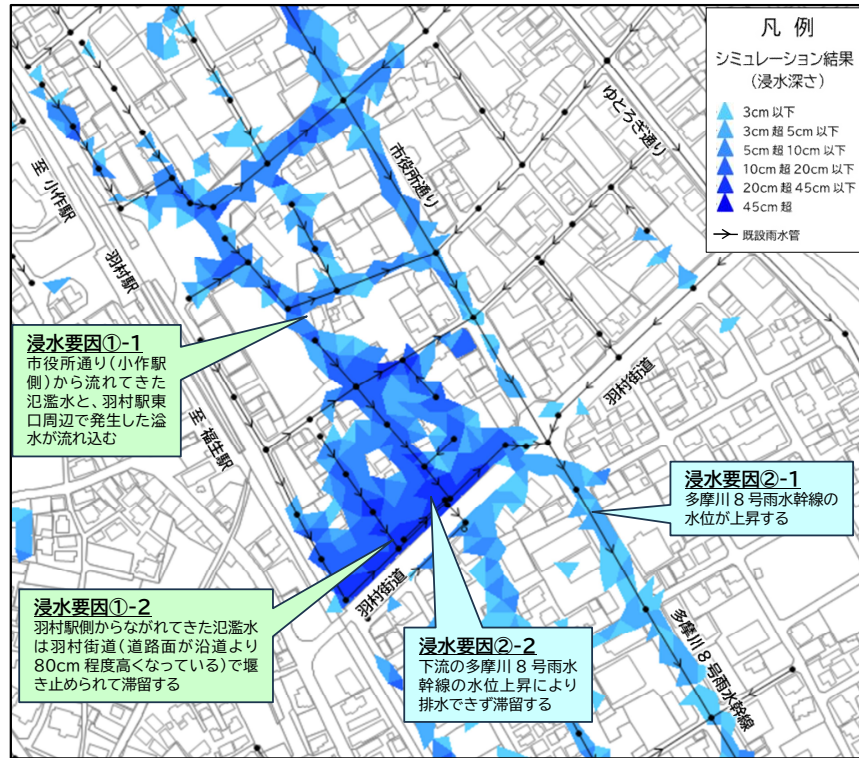 凡 例
シミュレーション結果
（浸水深さ）
3cm 以下
3cm 超 5cm 以下
5cm 超 10cm 以下
10cm 超 20cm 以下
20cm 超 45cm 以下
45cm 超
既設雨水管
ゆとろぎ通り
市役所通り
至 小作駅
羽村駅
至 福生駅
羽村街道
浸水要因①-1
市役所通り（小作駅
側）から流れてきた
氾濫水と、羽村駅東
口周辺で発生した溢
水が流れ込む
浸水要因②-1
多摩川８号雨水幹線の
水位が上昇する
浸水要因①-2
羽村駅側からながれてきた氾濫水
は羽村街道（道路面が沿道より
80cm 程度高くなっている）で堰
き止められて滞留する
羽村街道
浸水要因②-2
下流の多摩川８号雨水
幹線の水位上昇により
排水できず滞留する
多摩川８号雨水幹線